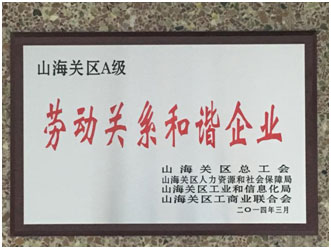 山海关区A级
劳动关系和谐企业
山海关区总工会
山海关区人力资源和社会保障局
山海关区工业和信息化局
山海关区工商业联合会
二〇一四年三月